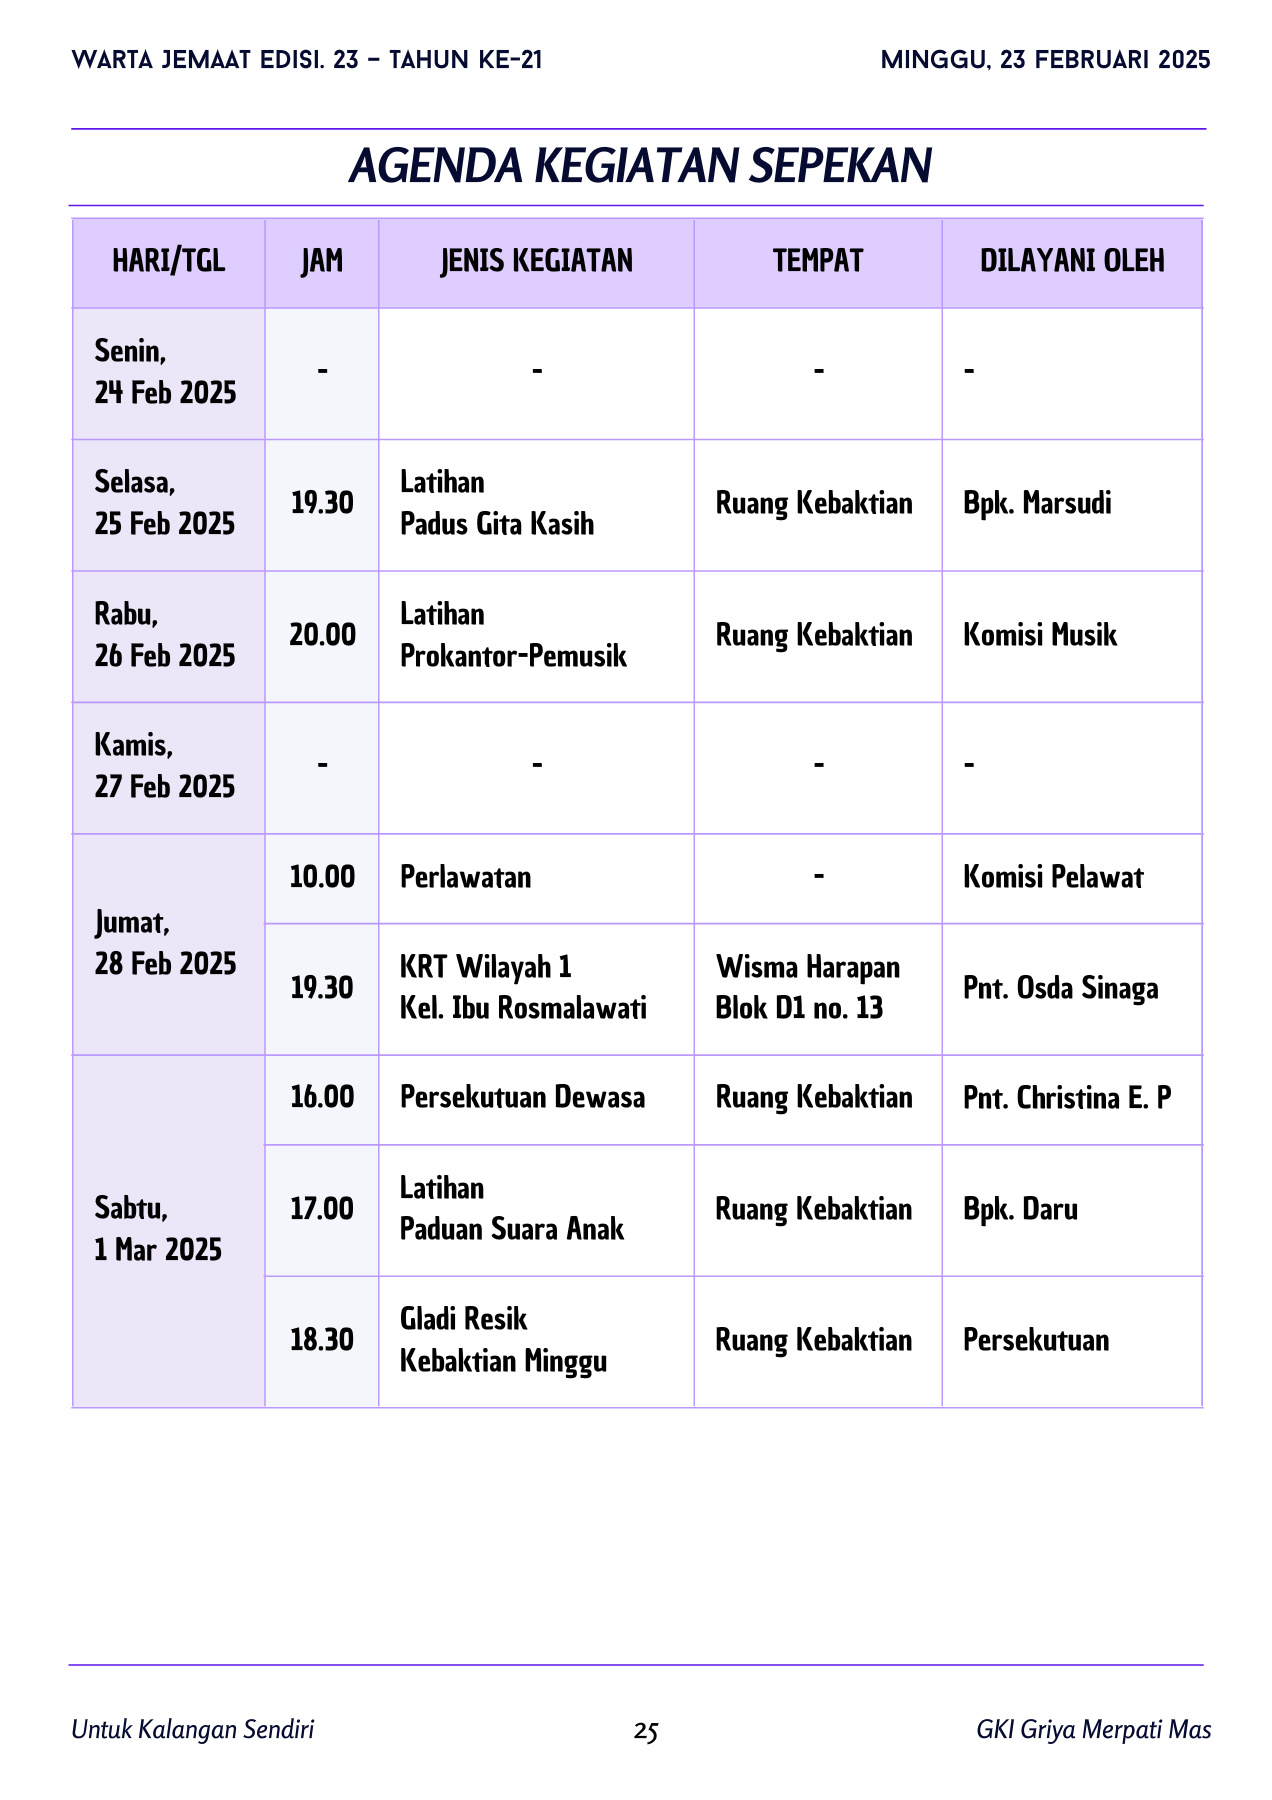 WARTA JEMAAT EDISI. 23 – TAHUN KE-21
MINGGU, 23 FEBRUARI 2025
AGENDA KEGIATAN SEPEKAN
HARI/TGL JAM JENIS KEGIATAN TEMPAT DILAYANI OLEH
Senin,
24 Feb 2025
- - - -
Selasa,
25 Feb 2025
19.30
Latihan
Padus Gita Kasih
Ruang Kebaktian
Bpk. Marsudi
Rabu,
26 Feb 2025
20.00
Latihan
Prokantor-Pemusik
Ruang Kebaktian
Komisi Musik
Kamis,
27 Feb 2025
- - - -
Jumat,
28 Feb 2025
10.00
Perlawatan
-
Komisi Pelawat
19.30
KRT Wilayah 1
Kel. Ibu Rosmalawati
Wisma Harapan
Blok D1 no. 13
Pnt. Osda Sinaga
Sabtu,
1 Mar 2025
16.00
Persekutuan Dewasa
Ruang Kebaktian
Pnt. Christina E. P
17.00
Latihan
Paduan Suara Anak
Ruang Kebaktian
Bpk. Daru
18.30
Gladi Resik
Kebaktian Minggu
Ruang Kebaktian
Persekutuan
Untuk Kalangan Sendiri
25
GKI Griya Merpati Mas